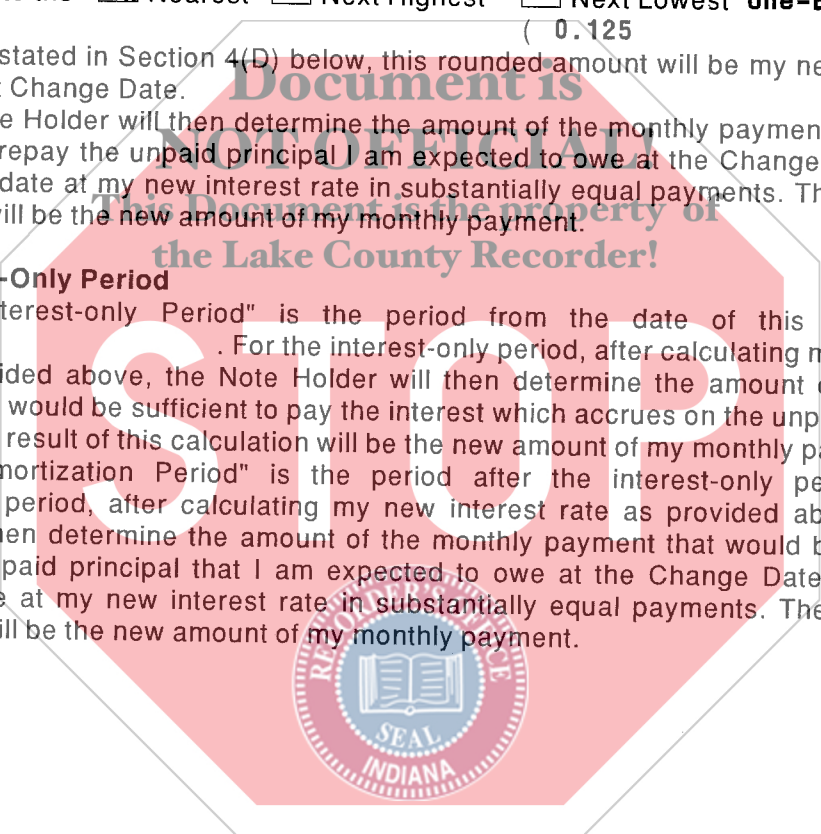 Nearest Next Highest Next Lowest
( 0.125
stated in Section 4(D) below, this rounded amount will be my ne
Change Date.
e Holder will then determine the amount of the monthly paymen
repay the unpaid principal I am expected to owe at the Change
date at my new interest rate in substantially equal payments. Th
ill be the new amount of my monthly payment.
-Only Period
terest-only Period" is the period from the date of this
. For the interest-only period, after calculating m
ided above, the Note Holder will then determine the amount
would be sufficient to pay the interest which accrues on the unp
result of this calculation will be the new amount of my monthly pa
mortization Period" is the period after the interest-only pe
period, after calculating my new interest rate as provided ab
en determine the amount of the monthly payment that would b
paid principal that I am expected to owe at the Change Date
e at my new interest rate in substantially equal payments. The
ill be the new amount of my monthly payment.
Document is
NOT OFFICIAL!
This Document is the property of
the Lake County Recorder!
STOP
RECORDER'S OFFICE
SEAL
INDIANA